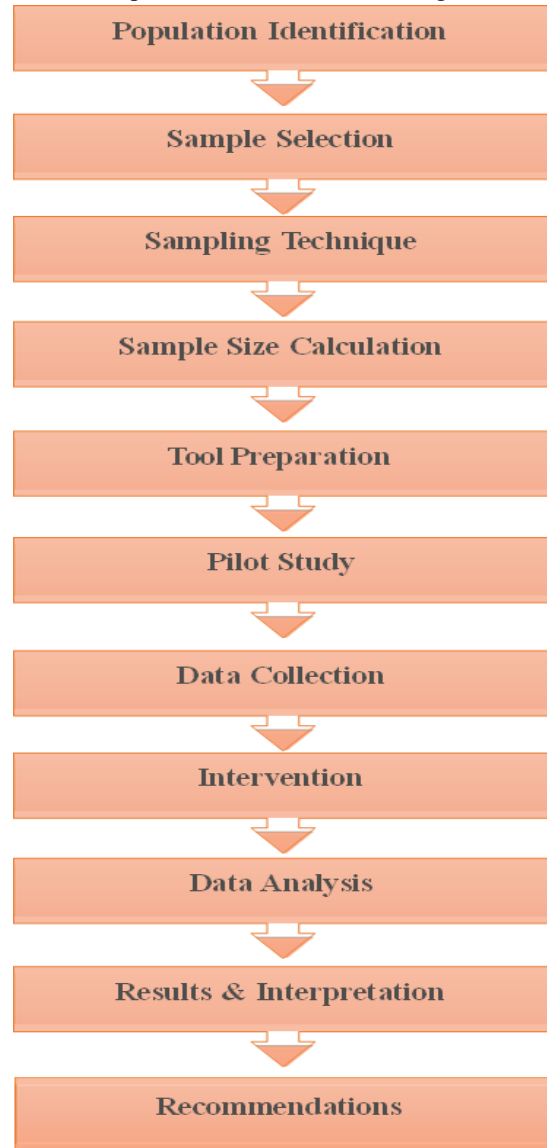 Population Identification
Sample Selection
Sampling Technique
Sample Size Calculation
Tool Preparation
Pilot Study
Data Collection
Intervention
Data Analysis
Results & Interpretation
Recommendations